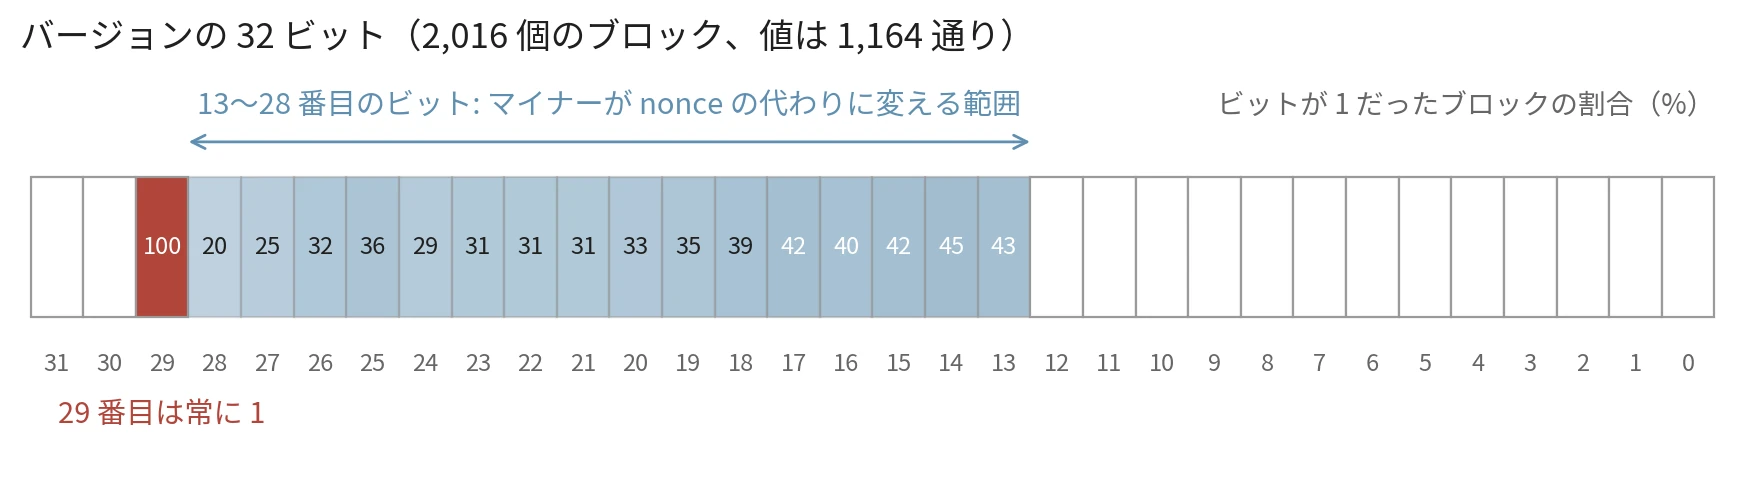 バージョンの 32 ビット（2,016 個のブロック、値は 1,164 通り）
13～28 番目のビット: マイナーが nonce の代わりに変える範囲
ビットが 1 だったブロックの割合（%）
100 20 25 32 36 29 31 31 31 33 35 39 42 40 42 45 43
31 30 29 28 27 26 25 24 23 22 21 20 19 18 17 16 15 14 13 12 11 10 9 8 7 6 5 4 3 2 1 0
29 番目は常に 1